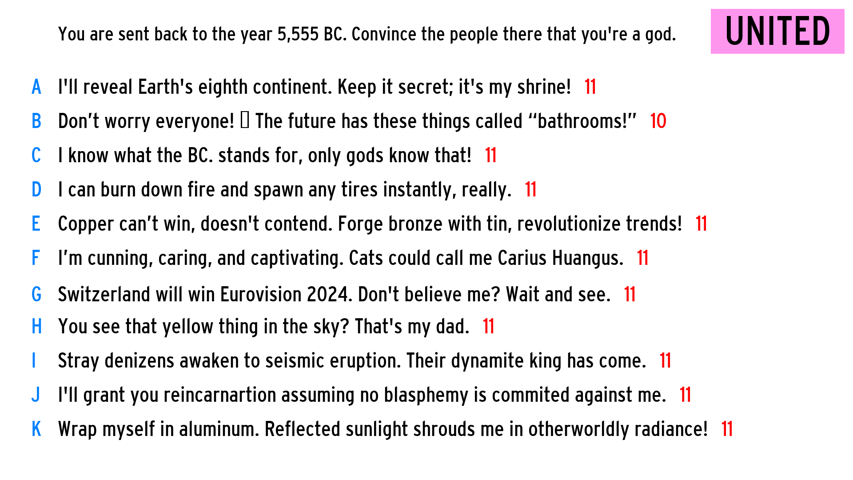 You are sent back to the year 5,555 BC. Convince the people there that you're a god.
UNITED
A I'll reveal Earth's eighth continent. Keep it secret; it's my shrine! 11
B Don’t worry everyone! ▯ The future has these things called “bathrooms!” 10
C I know what the BC. stands for, only gods know that! 11
D I can burn down fire and spawn any tires instantly, really. 11
E Copper can’t win, doesn't contend. Forge bronze with tin, revolutionize trends! 11
F I’m cunning, caring, and captivating. Cats could call me Carius Huangus. 11
G Switzerland will win Eurovision 2024. Don't believe me? Wait and see. 11
H You see that yellow thing in the sky? That's my dad. 11
I Stray denizens awaken to seismic eruption. Their dynamite king has come. 11
J I'll grant you reincarnartion assuming no blasphemy is commited against me. 11
K Wrap myself in aluminum. Reflected sunlight shrouds me in otherworldly radiance! 11